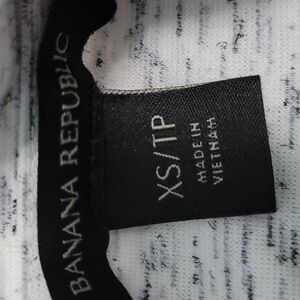 BANANA REPUBLIC
XS/TP
MADE IN
VIETNAM